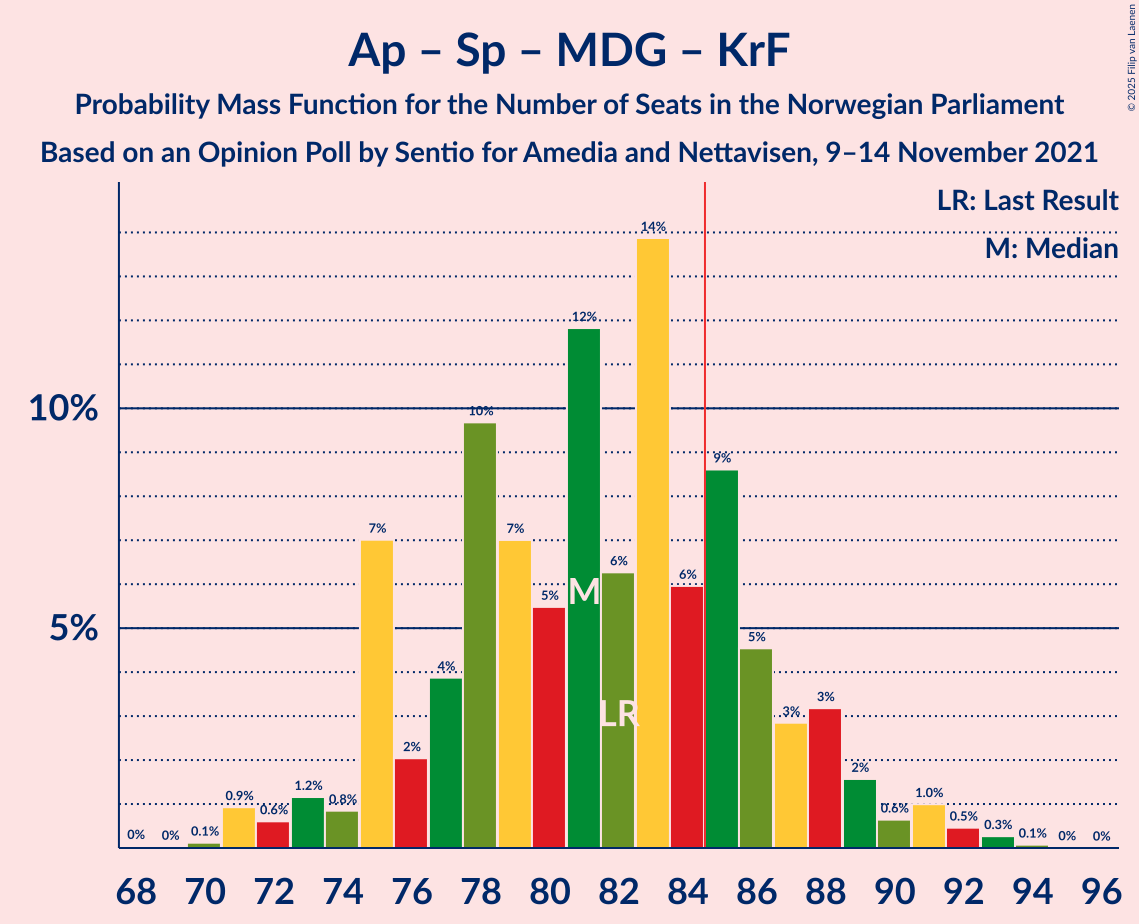 Ap – Sp – MDG – KrF
Probability Mass Function for the Number of Seats in the Norwegian Parliament
Based on an Opinion Poll by Sentio for Amedia and Nettavisen, 9–14 November 2021
© 2025 Filip van Laenen
LR: Last Result
M: Median
10%
5%
0% 0% 0.1% 0.9% 0.6% 1.2% 0.8% 7% 2% 4% 10% 7% 5% 12% 6% 14% 6% 9% 5% 3% 3% 2% 0.6% 1.0% 0.5% 0.3% 0.1% 0% 0%
M
LR
68 70 72 74 76 78 80 82 84 86 88 90 92 94 96